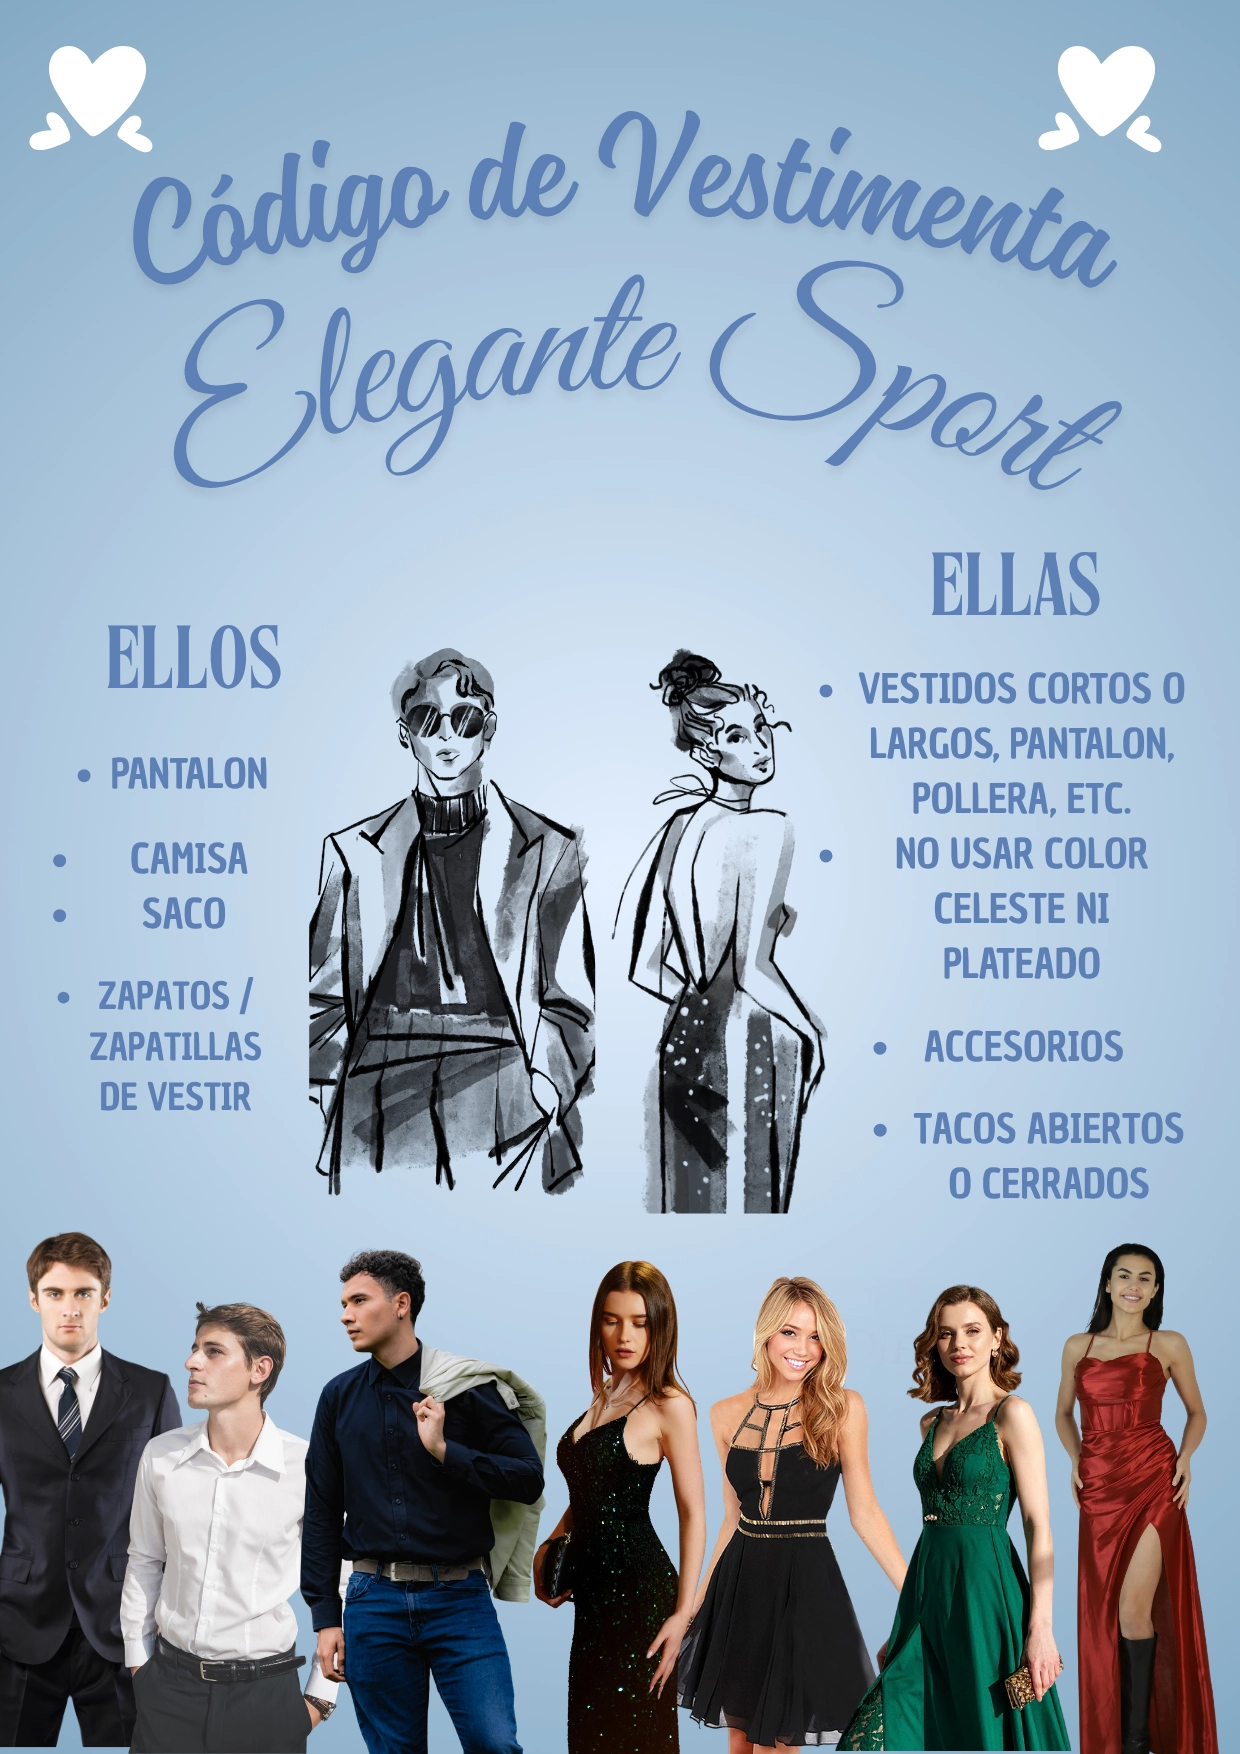 Código de Vestimenta
Elegante Sport
ELLOS
• PANTALON
• CAMISA
• SACO
• ZAPATOS /
ZAPATILLAS
DE VESTIR
ELLAS
• VESTIDOS CORTOS O
LARGOS, PANTALON,
POLLERA, ETC.
• NO USAR COLOR
CELESTE NI
PLATEADO
• ACCESORIOS
• TACOS ABIERTOS
O CERRADOS